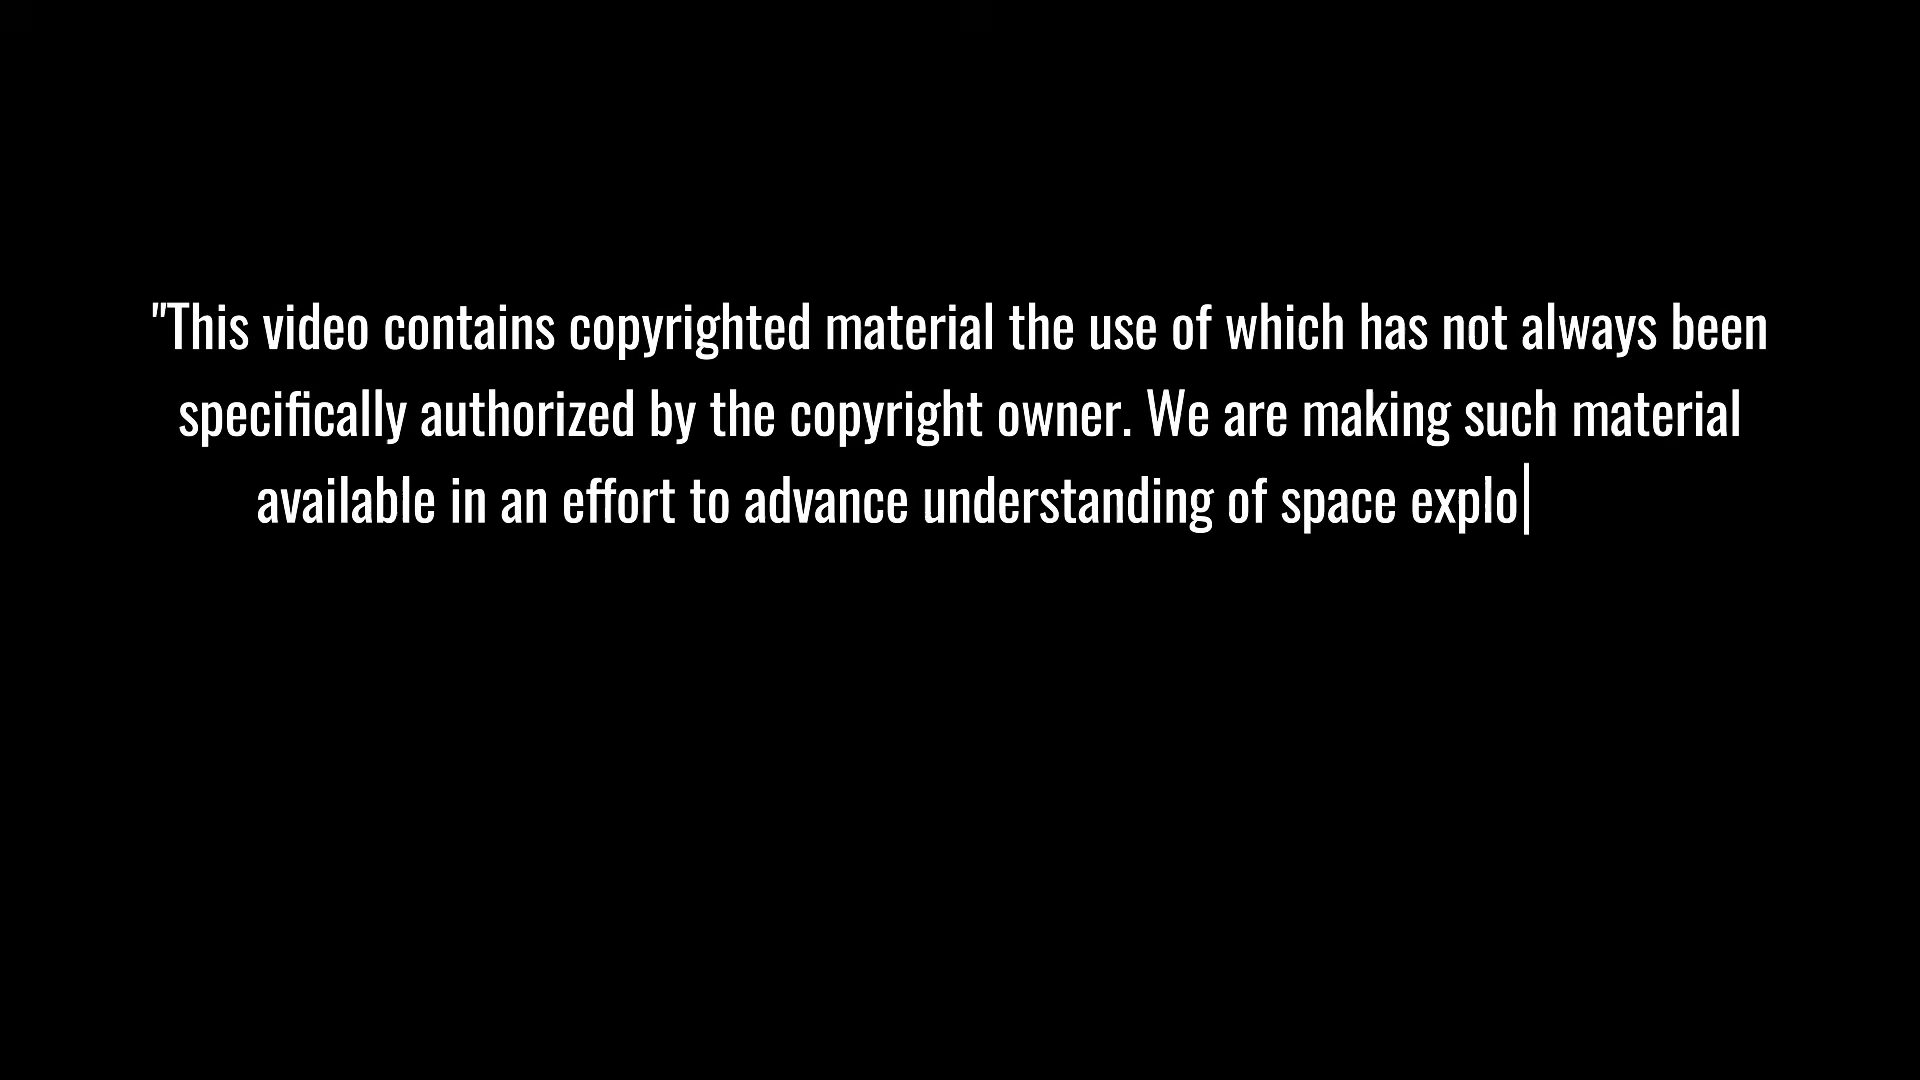 "This video contains copyrighted material the use of which has not always been
specifically authorized by the copyright owner. We are making such material
available in an effort to advance understanding of space explo